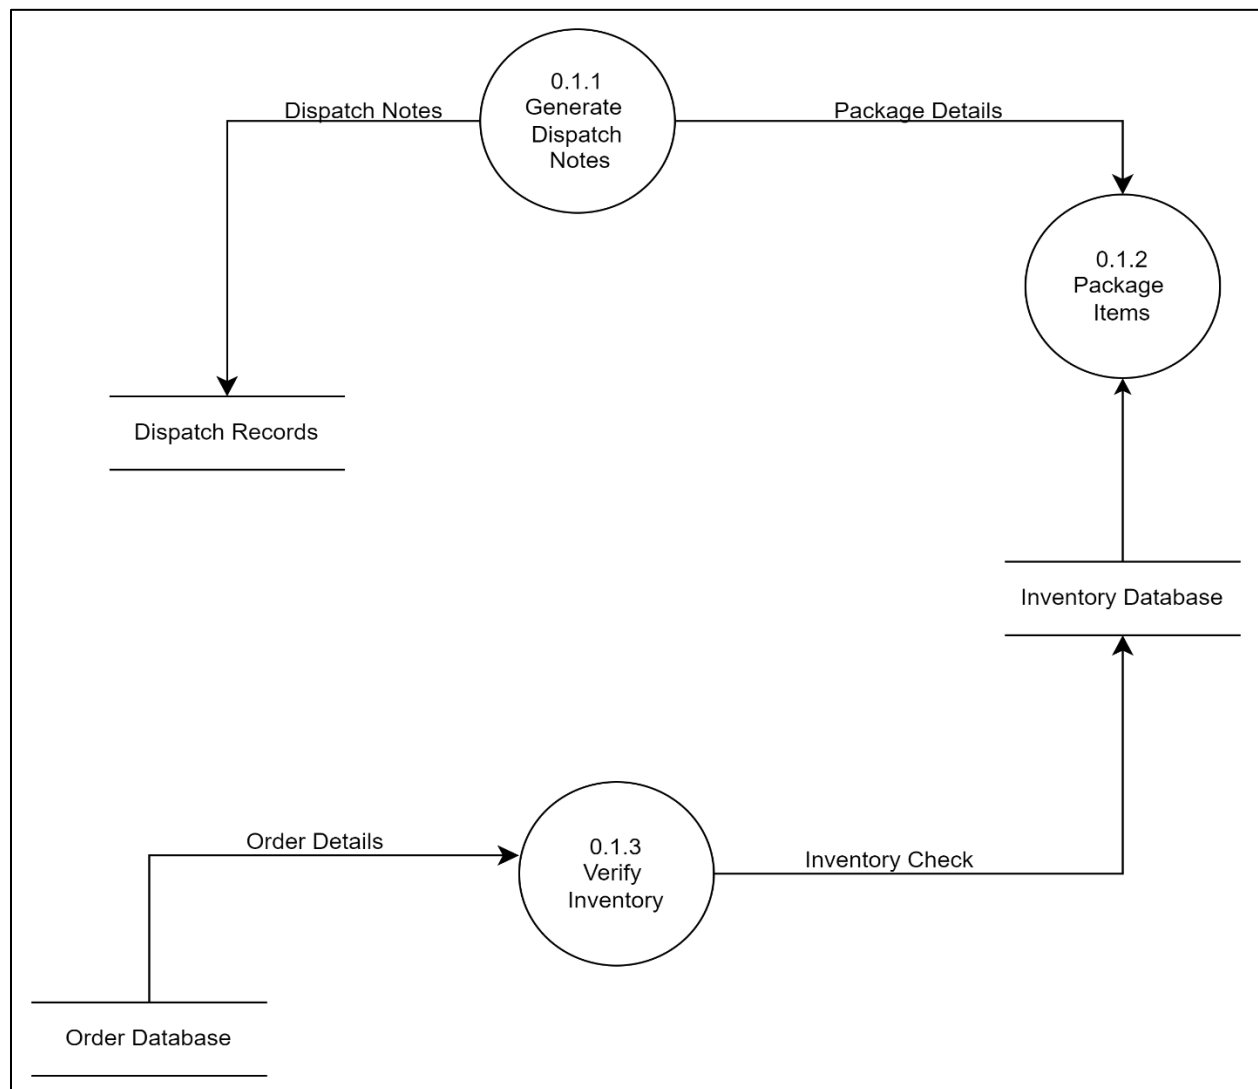 0.1.1
Generate
Dispatch
Notes
Dispatch Notes
Package Details
0.1.2
Package
Items
Dispatch Records
Inventory Database
Order Details
0.1.3
Verify
Inventory
Inventory Check
Order Database